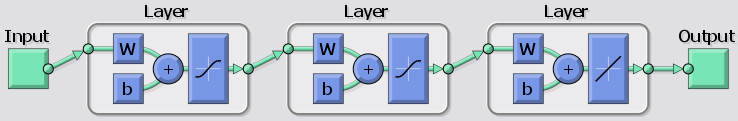 Layer Layer Layer
Input Output
W + W + W +
b b b